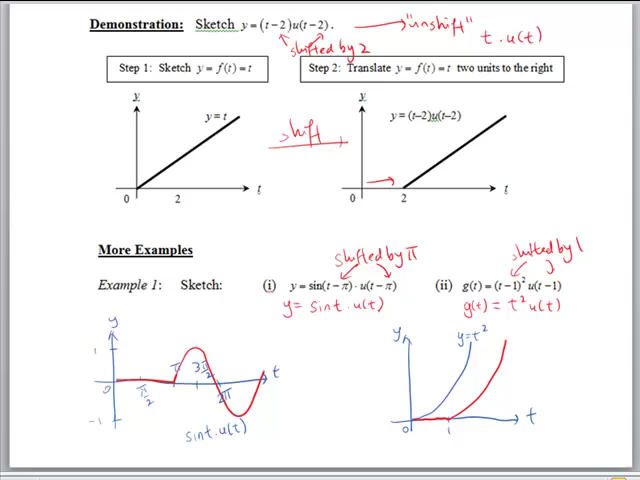 Demonstration: Sketch y = (t − 2)u(t − 2). "unshift" t.u(t)
shifted by 2
Step 1: Sketch y = f(t) = t
Step 2: Translate y = f(t) = t two units to the right
y
y = t
0
2
t
shift
y
y = (t−2)u(t−2)
0
2
t
More Examples
shifted by π
shifted by 1
Example 1: Sketch: (i) y = sin(t − π) · u(t − π) (ii) g(t) = (t − 1)² u(t − 1)
y = sint.u(t)
g(t) = t² u(t)
y
1
0
−1
π/2
π
3π/2
2π
t
sint.u(t)
y
y=t²
0
1
t